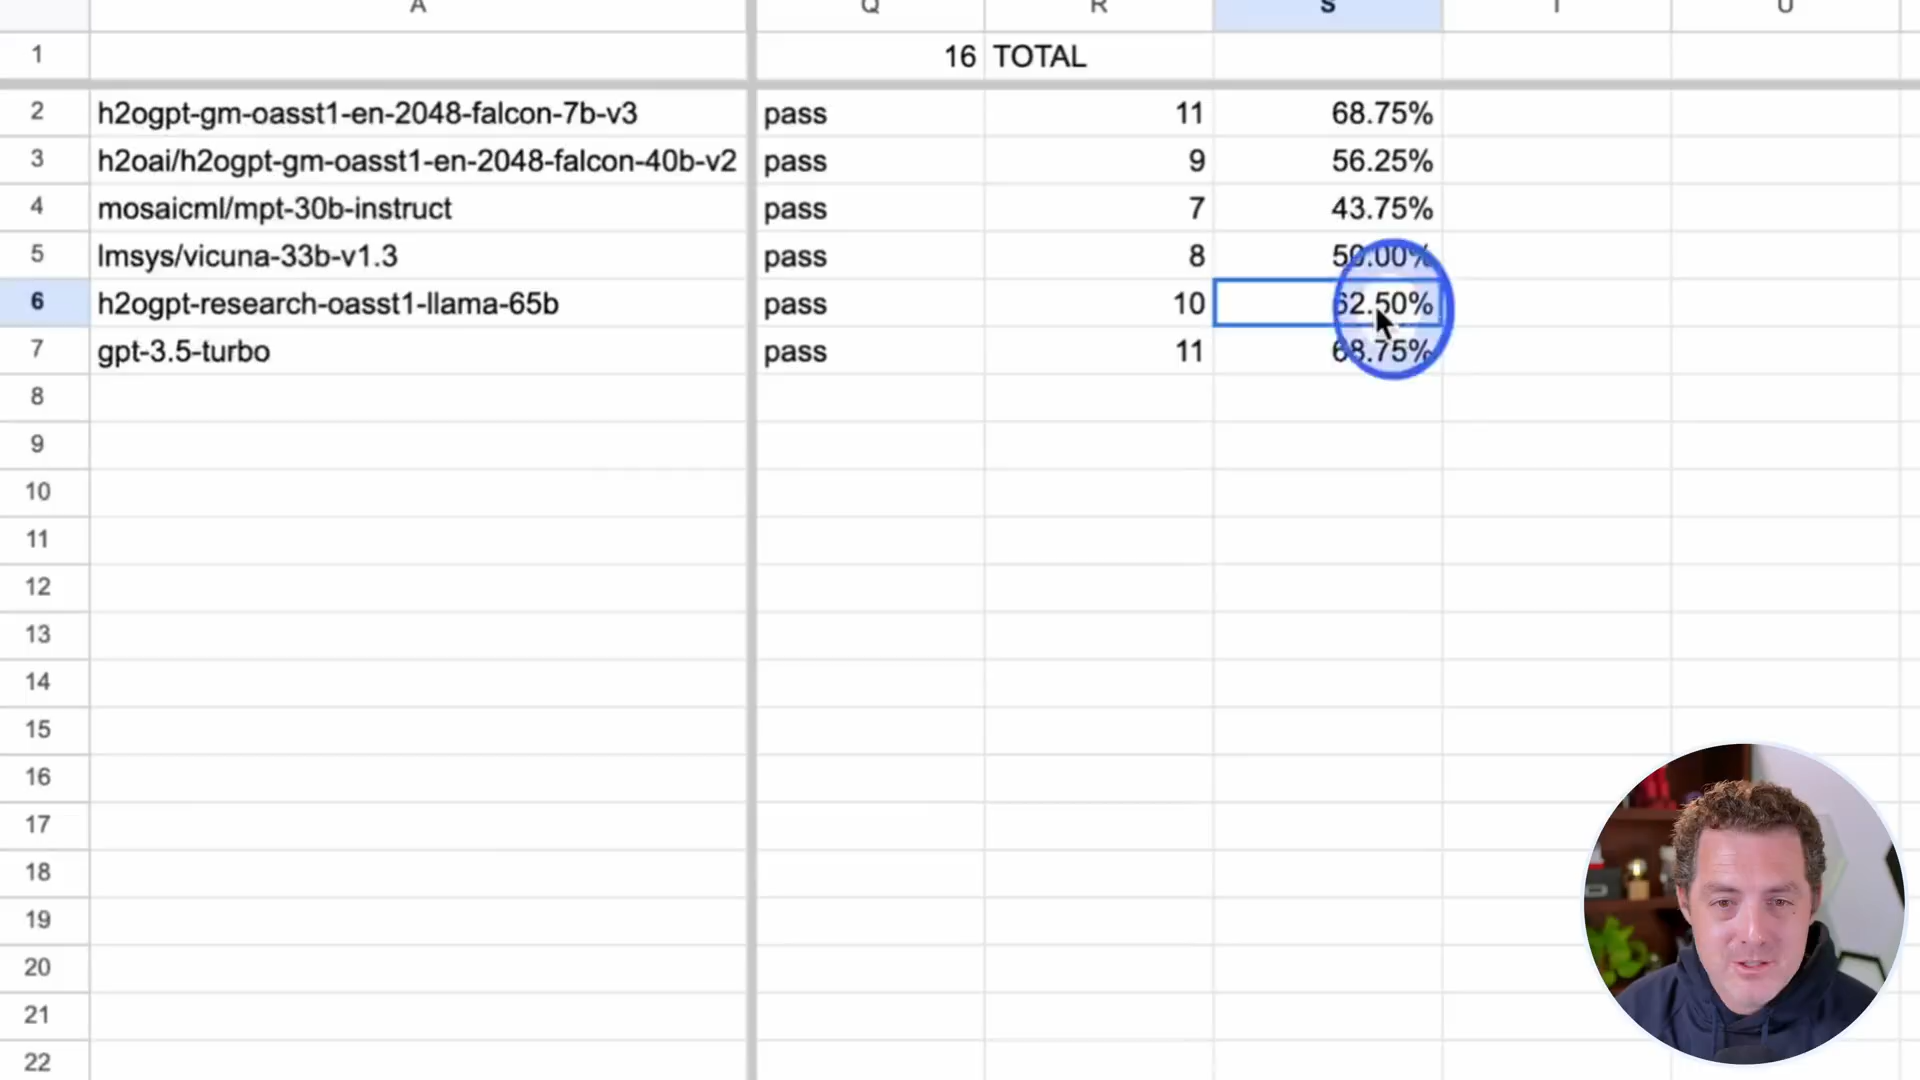 A Q R S T U
1 16 TOTAL
2 h2ogpt-gm-oasst1-en-2048-falcon-7b-v3 pass 11 68.75%
3 h2oai/h2ogpt-gm-oasst1-en-2048-falcon-40b-v2 pass 9 56.25%
4 mosaicml/mpt-30b-instruct pass 7 43.75%
5 lmsys/vicuna-33b-v1.3 pass 8 50.00%
6 h2ogpt-research-oasst1-llama-65b pass 10 62.50%
7 gpt-3.5-turbo pass 11 68.75%
8
9
10
11
12
13
14
15
16
17
18
19
20
21
22